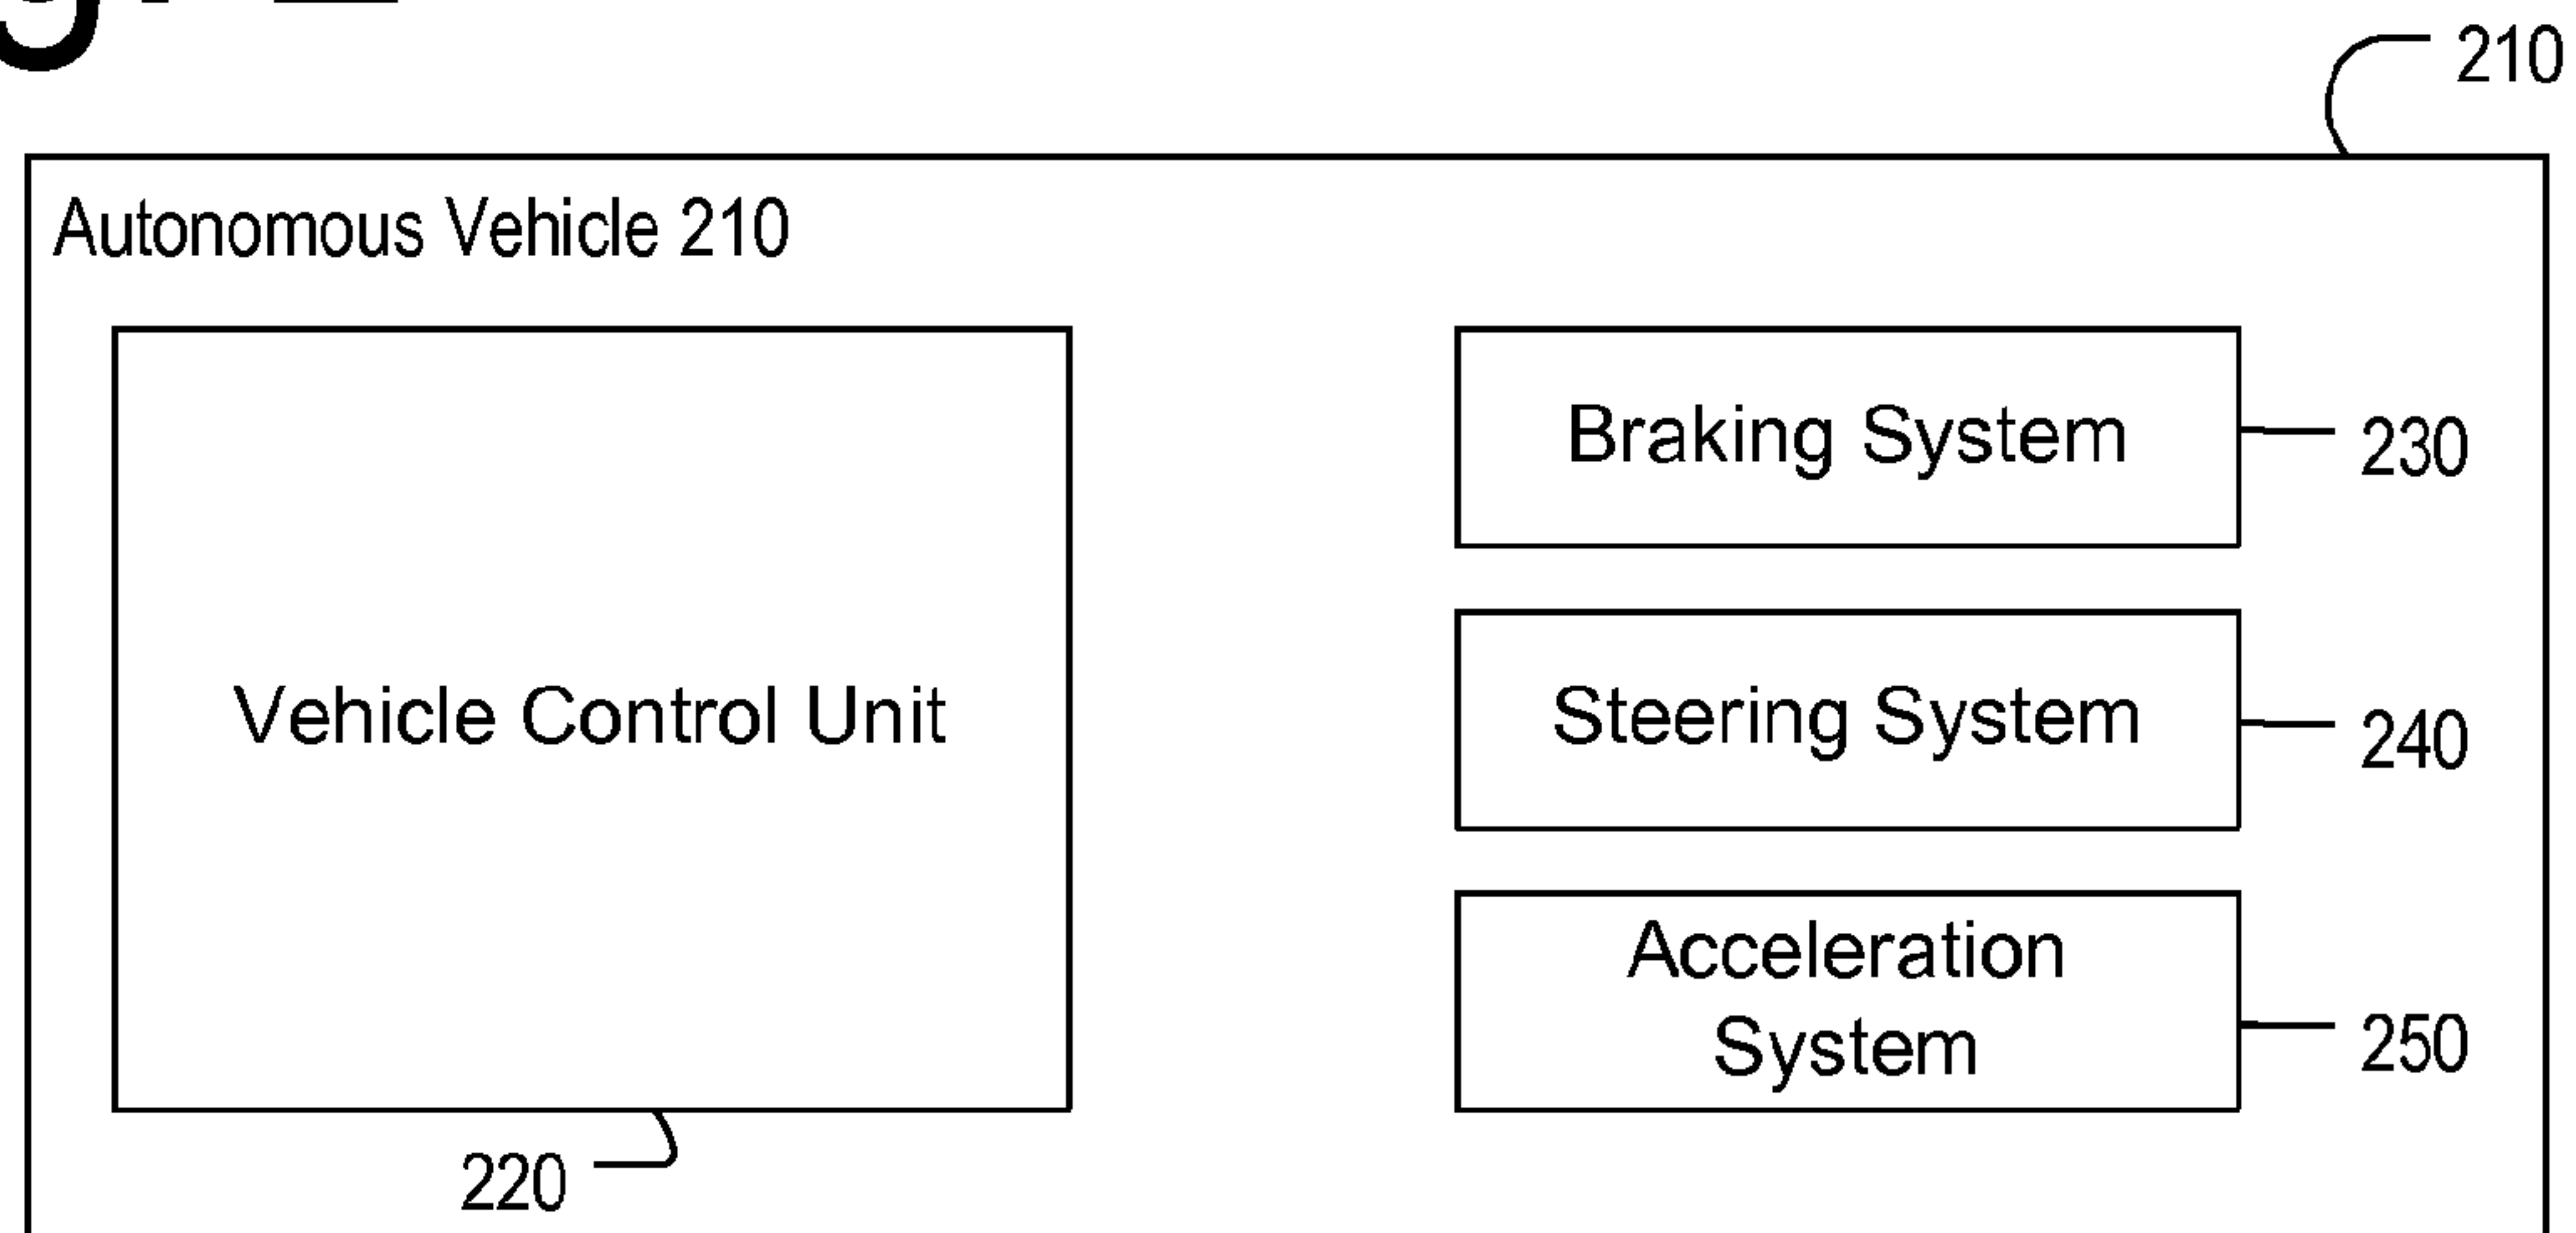 210
Autonomous Vehicle 210
Braking System
230
Vehicle Control Unit
Steering System
240
Acceleration
System
250
220